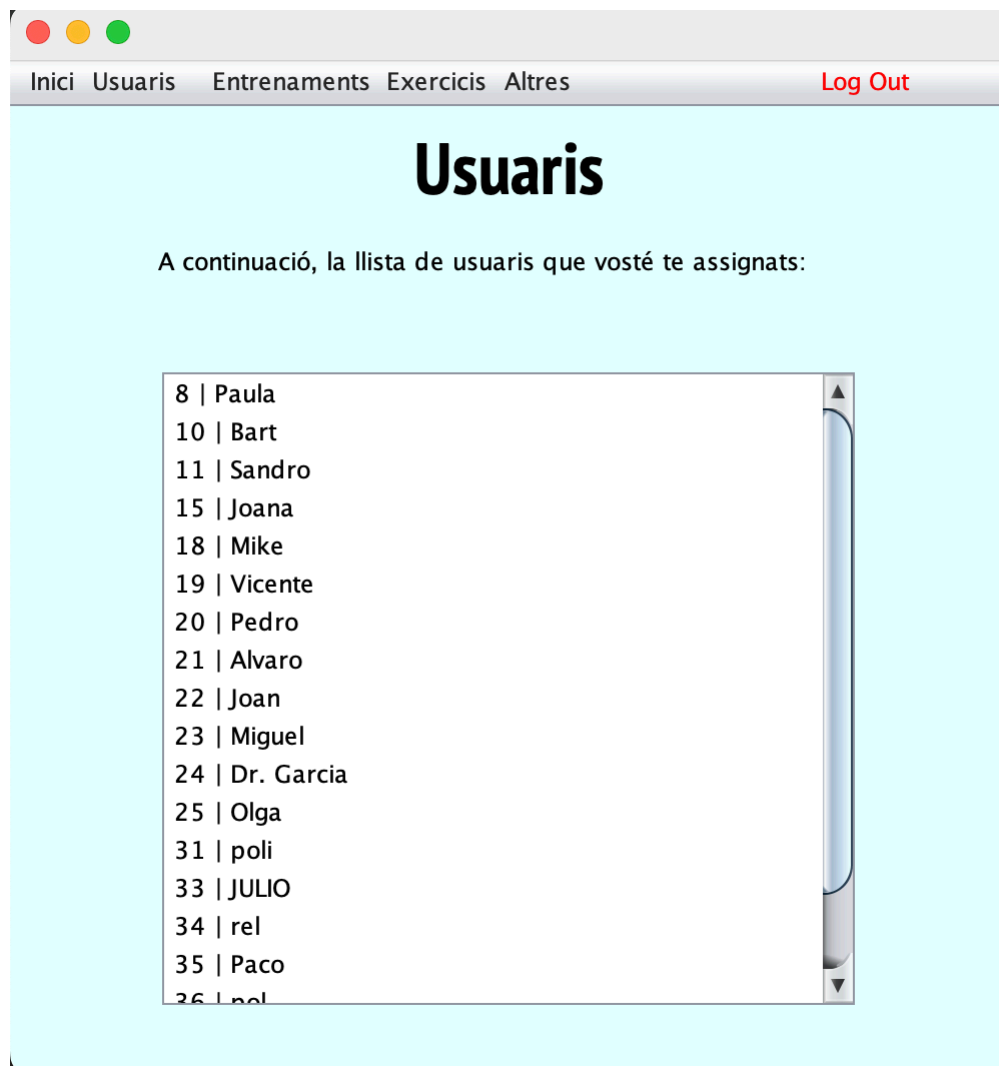 Inici Usuaris Entrenaments Exercicis Altres Log Out
Usuaris
A continuació, la llista de usuaris que vosté te assignats:
8 | Paula
10 | Bart
11 | Sandro
15 | Joana
18 | Mike
19 | Vicente
20 | Pedro
21 | Alvaro
22 | Joan
23 | Miguel
24 | Dr. Garcia
25 | Olga
31 | poli
33 | JULIO
34 | rel
35 | Paco
36 | pol